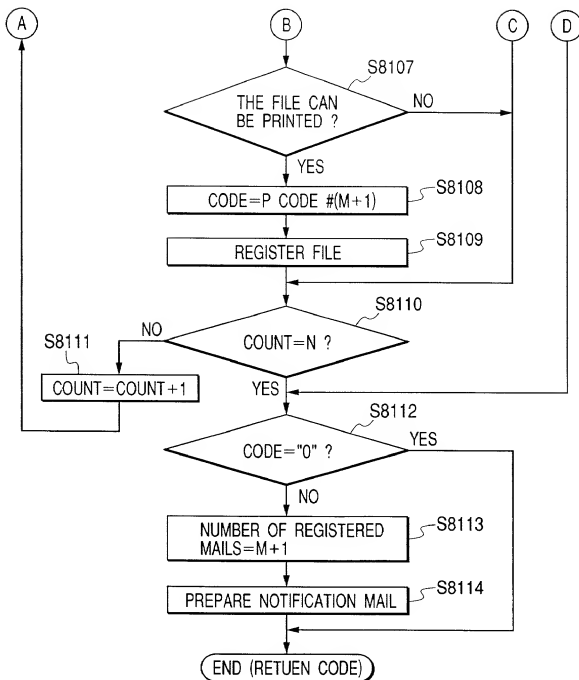 A
B
C
D
S8107
THE FILE CAN
BE PRINTED ?
NO
YES
S8108
CODE=P CODE #(M+1)
S8109
REGISTER FILE
S8110
COUNT=N ?
NO
S8111
COUNT=COUNT+1
YES
S8112
CODE="0" ?
YES
NO
S8113
NUMBER OF REGISTERED
MAILS=M+1
S8114
PREPARE NOTIFICATION MAIL
END (RETUEN CODE)